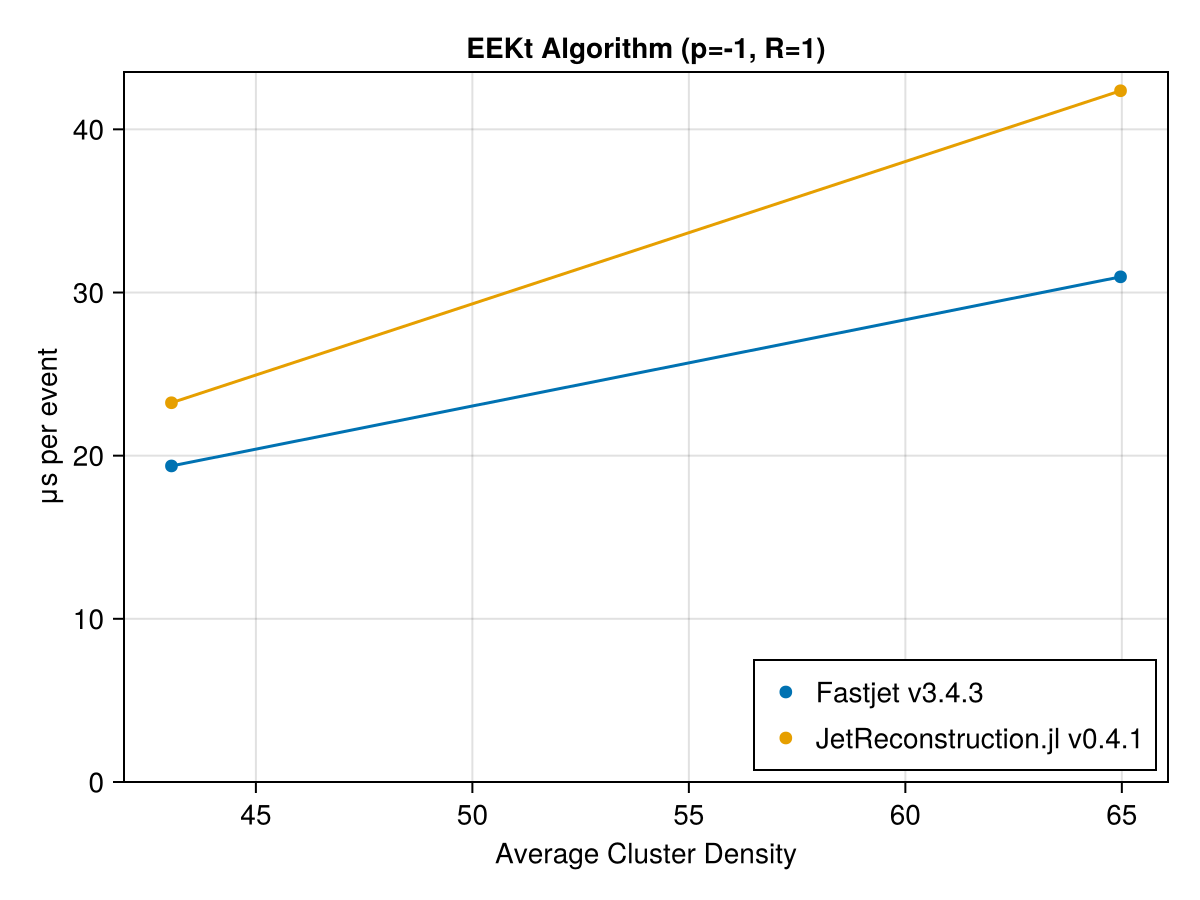 EEKt Algorithm (p=-1, R=1)
µs per event
40
30
20
10
0
45 50 55 60 65
Average Cluster Density
Fastjet v3.4.3
JetReconstruction.jl v0.4.1